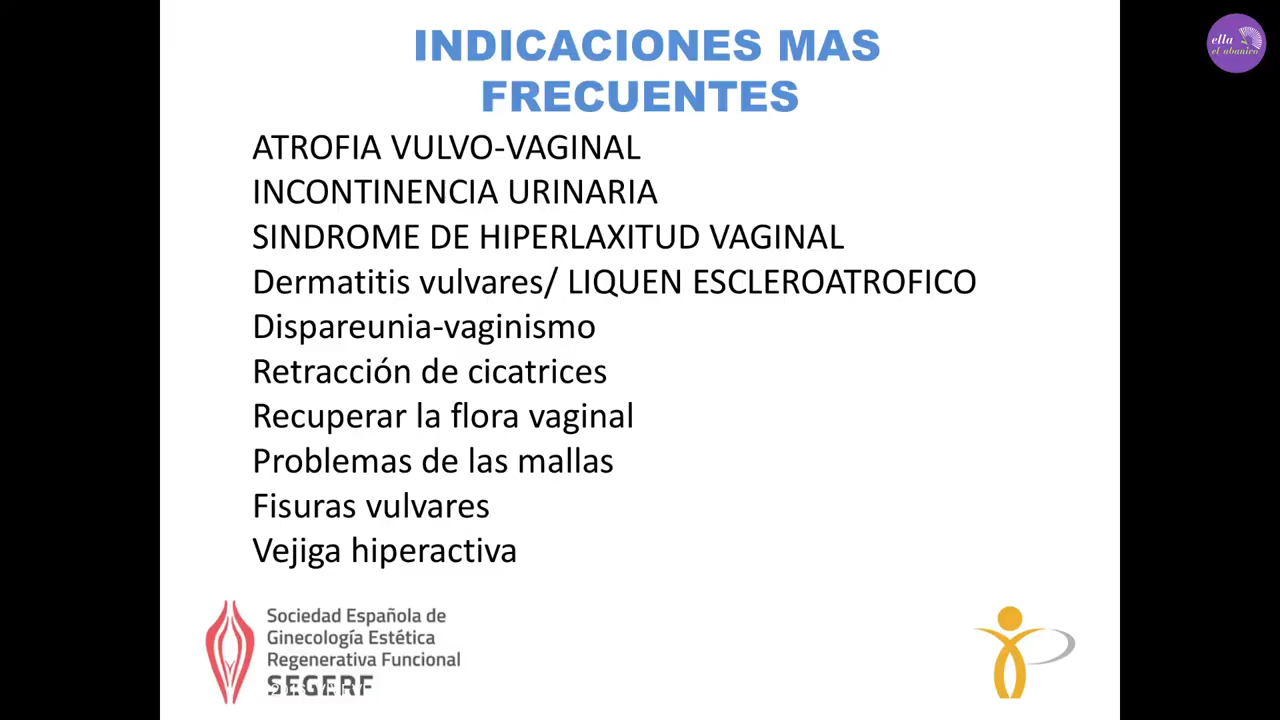 INDICACIONES MAS
FRECUENTES
ella
el abanico
ATROFIA VULVO-VAGINAL
INCONTINENCIA URINARIA
SINDROME DE HIPERLAXITUD VAGINAL
Dermatitis vulvares/ LIQUEN ESCLEROATROFICO
Dispareunia-vaginismo
Retracción de cicatrices
Recuperar la flora vaginal
Problemas de las mallas
Fisuras vulvares
Vejiga hiperactiva
Sociedad Española de
Ginecología Estética
Regenerativa Funcional
SEGERF